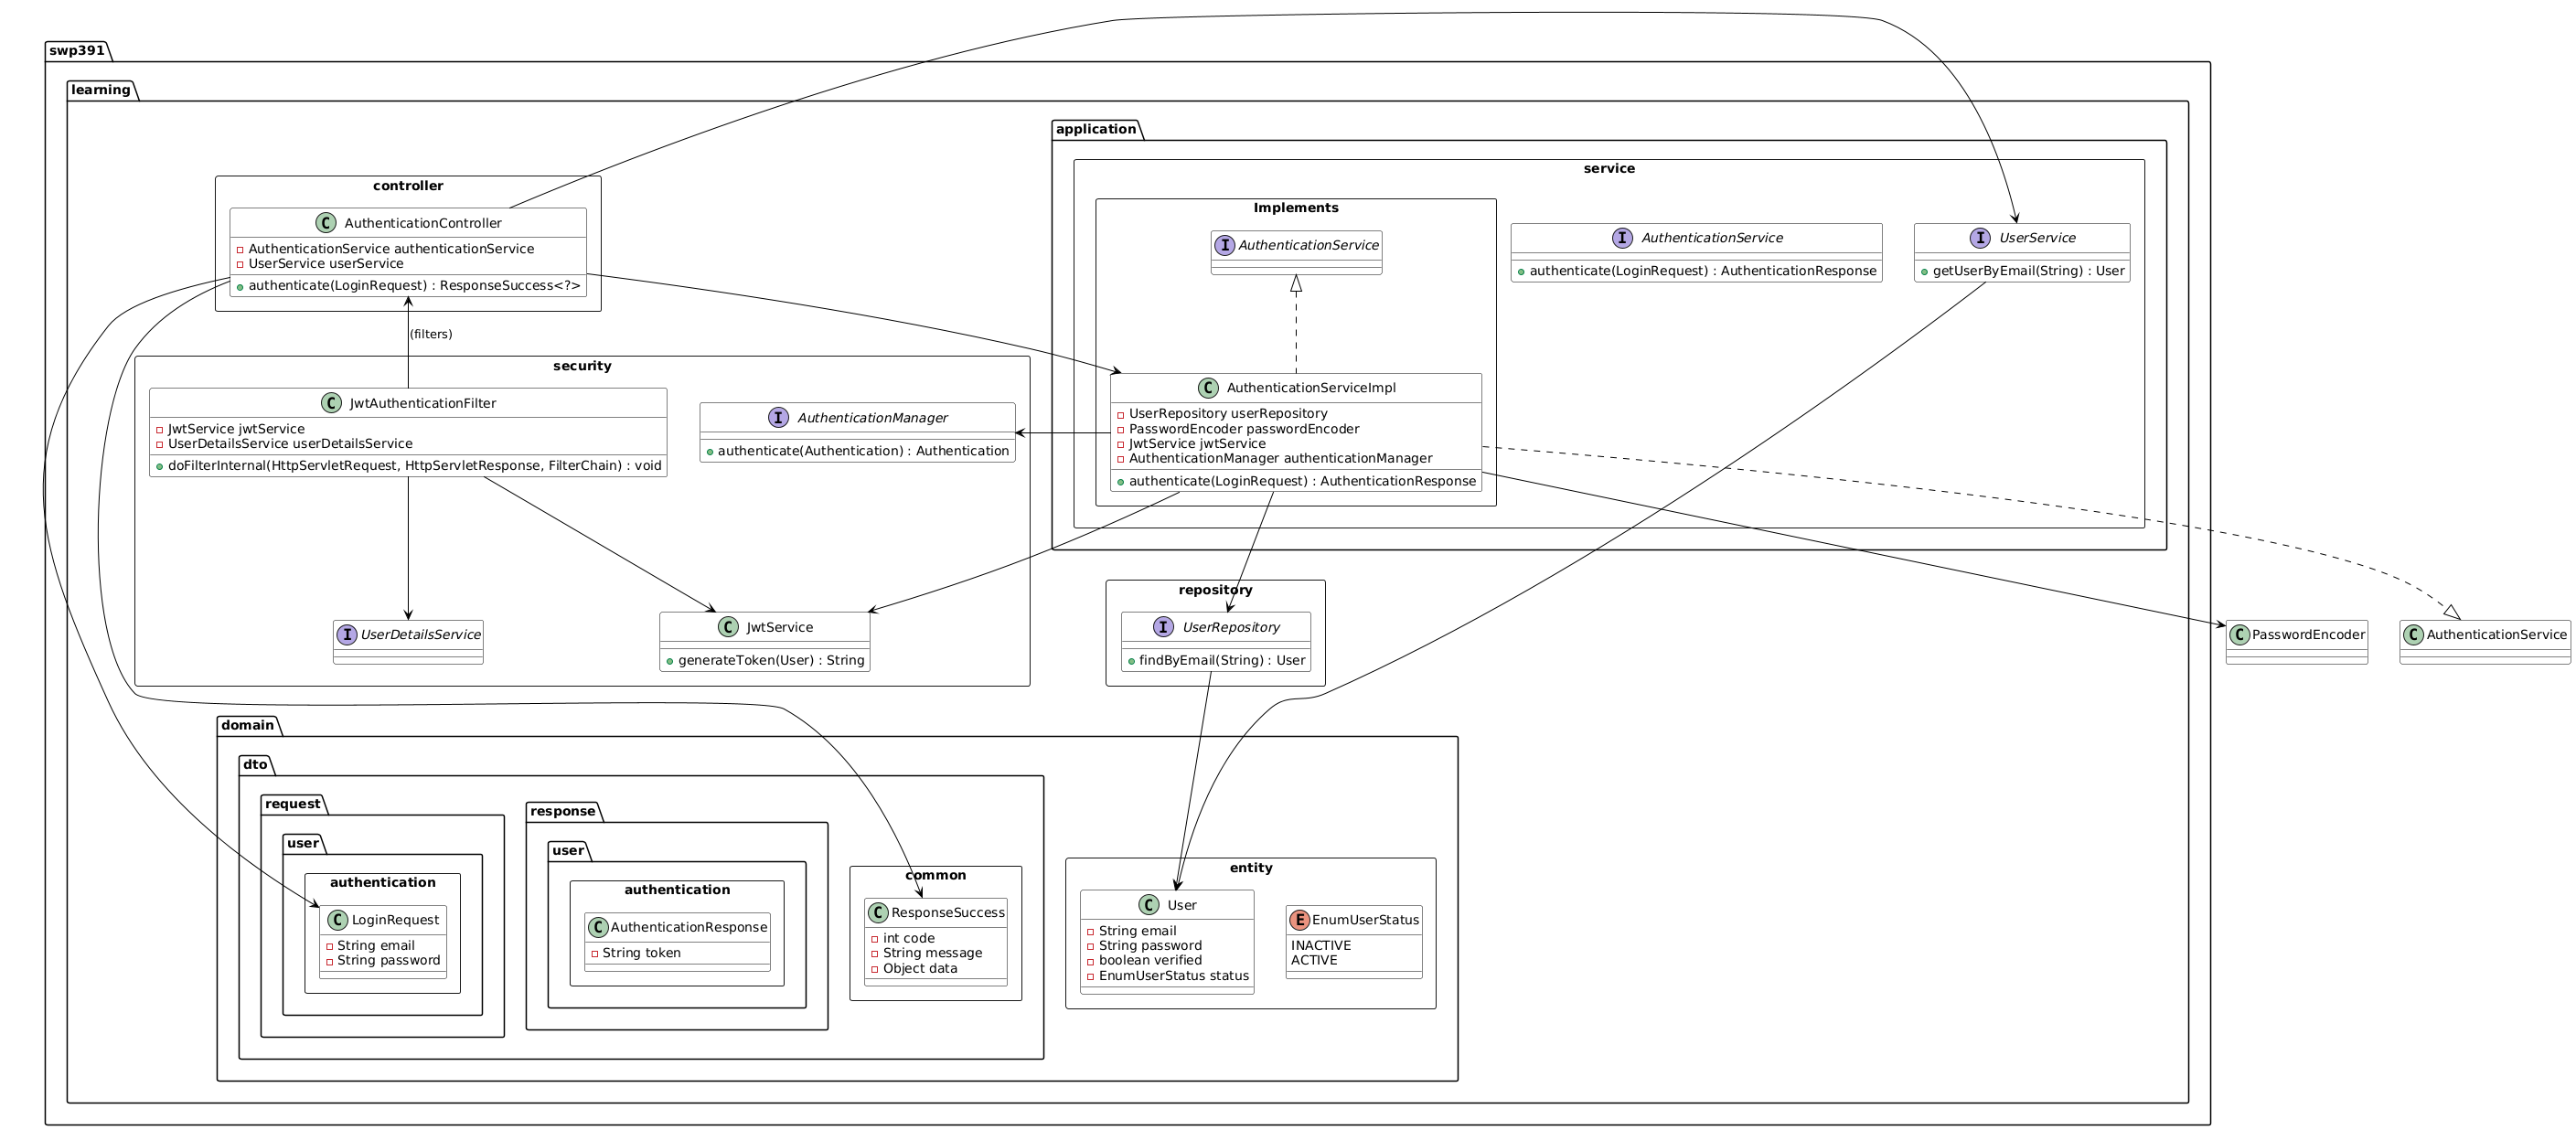 swp391
learning
application
service
controller
C AuthenticationController
AuthenticationService authenticationService
UserService userService
authenticate(LoginRequest) : ResponseSuccess<?>
Implements
I AuthenticationService
I AuthenticationService
authenticate(LoginRequest) : AuthenticationResponse
I UserService
getUserByEmail(String) : User
(filters)
security
C JwtAuthenticationFilter
JwtService jwtService
UserDetailsService userDetailsService
doFilterInternal(HttpServletRequest, HttpServletResponse, FilterChain) : void
I AuthenticationManager
authenticate(Authentication) : Authentication
C AuthenticationServiceImpl
UserRepository userRepository
PasswordEncoder passwordEncoder
JwtService jwtService
AuthenticationManager authenticationManager
authenticate(LoginRequest) : AuthenticationResponse
I UserDetailsService
C JwtService
generateToken(User) : String
repository
I UserRepository
findByEmail(String) : User
C PasswordEncoder
C AuthenticationService
domain
dto
request
user
authentication
C LoginRequest
String email
String password
response
user
authentication
C AuthenticationResponse
String token
common
C ResponseSuccess
int code
String message
Object data
entity
C User
String email
String password
boolean verified
EnumUserStatus status
E EnumUserStatus
INACTIVE
ACTIVE